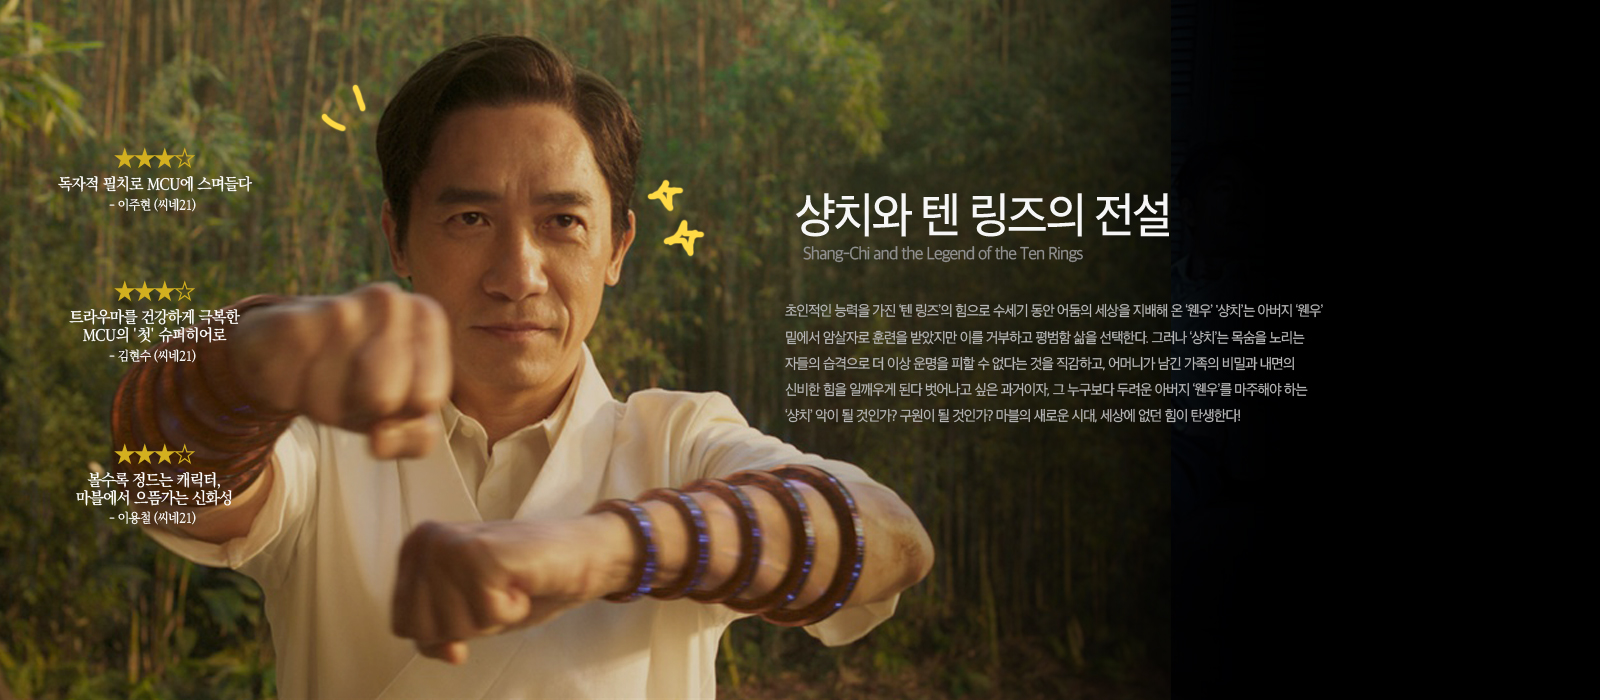 ★★★☆
독자적 필치로 MCU에 스며들다
- 이주현 (씨네21)
★★★☆
트라우마를 건강하게 극복한
MCU의 '첫' 슈퍼히어로
- 김현수 (씨네21)
★★★☆
볼수록 정드는 캐릭터,
마블에서 으뜸가는 신화성
- 이용철 (씨네21)
샹치와 텐 링즈의 전설
Shang-Chi and the Legend of the Ten Rings
초인적인 능력을 가진 '텐 링즈'의 힘으로 수세기 동안 어둠의 세상을 지배해 온 '웬우' '샹치'는 아버지 '웬우'
밑에서 암살자로 훈련을 받았지만 이를 거부하고 평범함 삶을 선택한다. 그러나 '샹치'는 목숨을 노리는
자들의 습격으로 더 이상 운명을 피할 수 없다는 것을 직감하고, 어머니가 남긴 가족의 비밀과 내면의
신비한 힘을 일깨우게 된다 벗어나고 싶은 과거이자, 그 누구보다 두려운 아버지 '웬우'를 마주해야 하는
'샹치' 악이 될 것인가? 구원이 될 것인가? 마블의 새로운 시대, 세상에 없던 힘이 탄생한다!